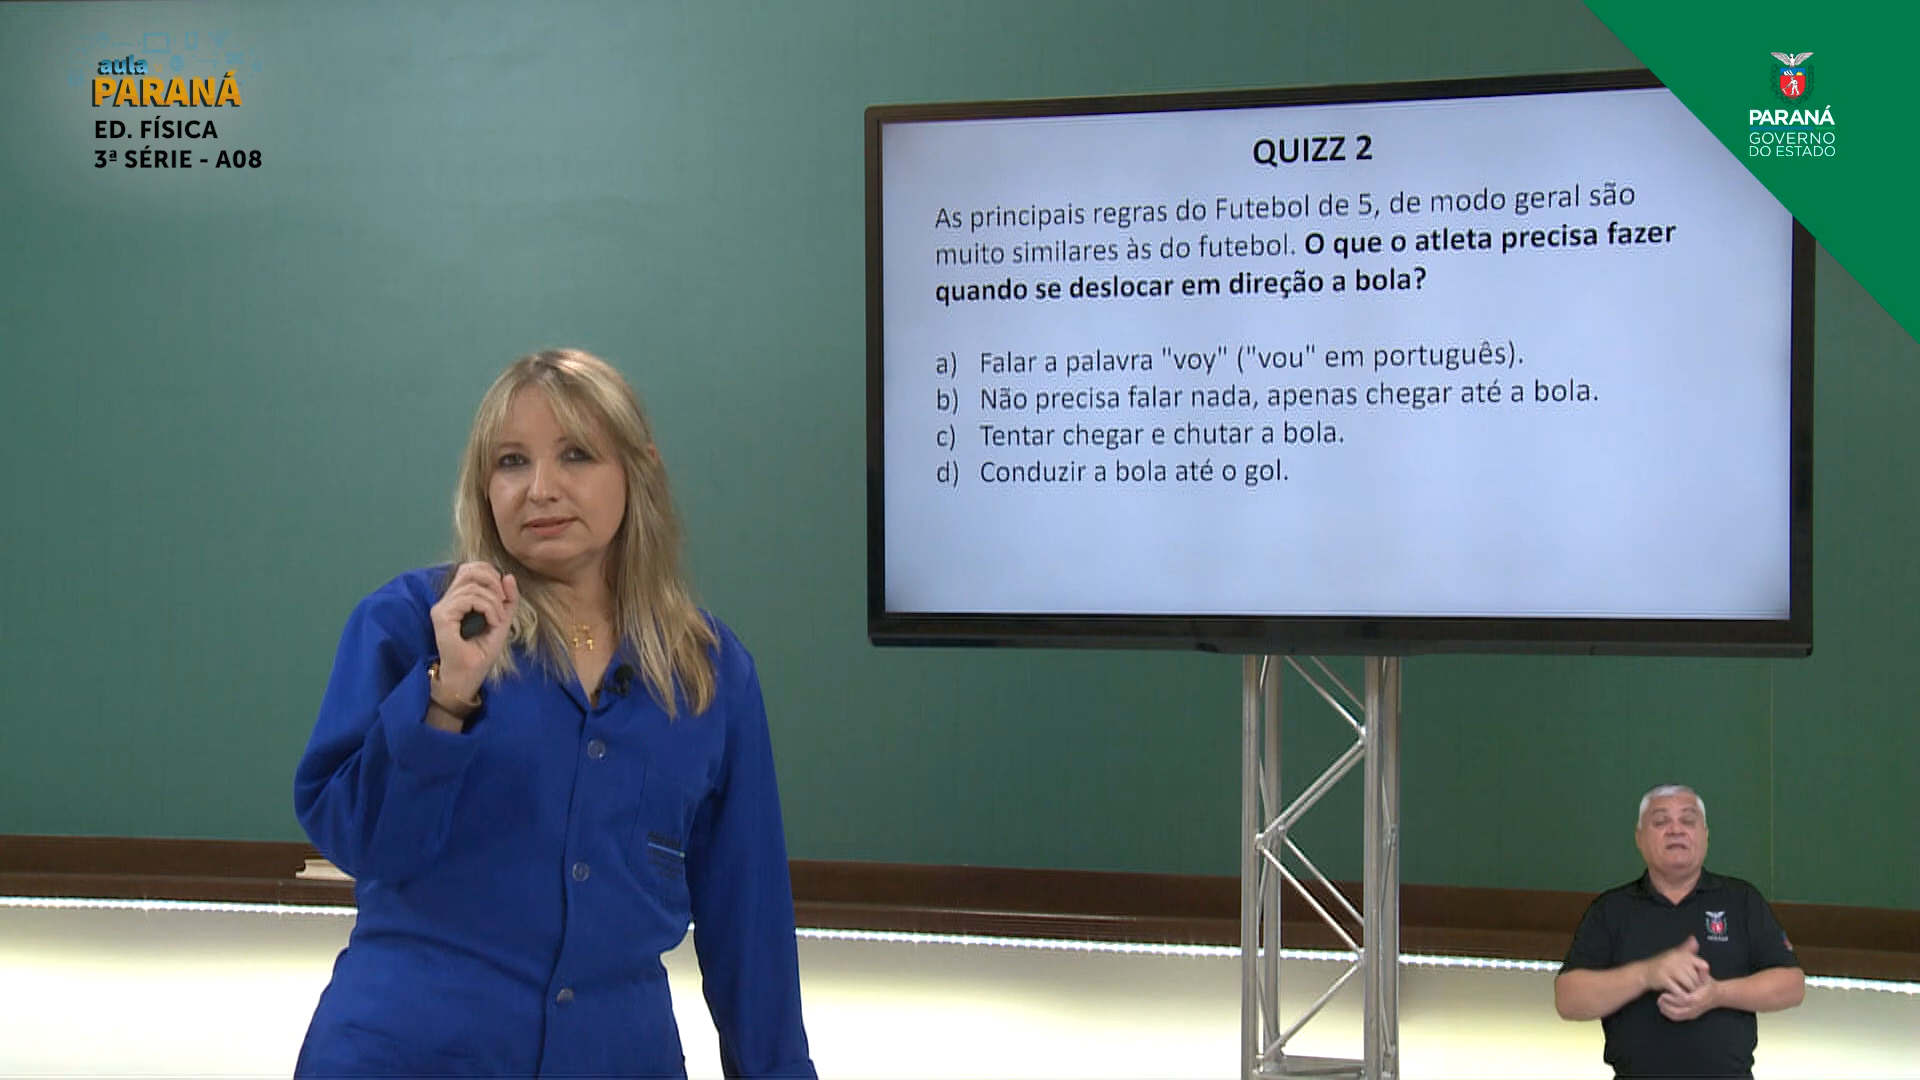 aula
PARANÁ
ED. FÍSICA
3ª SÉRIE - A08
PARANÁ
GOVERNO
DO ESTADO
QUIZZ 2
As principais regras do Futebol de 5, de modo geral são
muito similares às do futebol. O que o atleta precisa fazer
quando se deslocar em direção a bola?
a) Falar a palavra "voy" ("vou" em português).
b) Não precisa falar nada, apenas chegar até a bola.
c) Tentar chegar e chutar a bola.
d) Conduzir a bola até o gol.